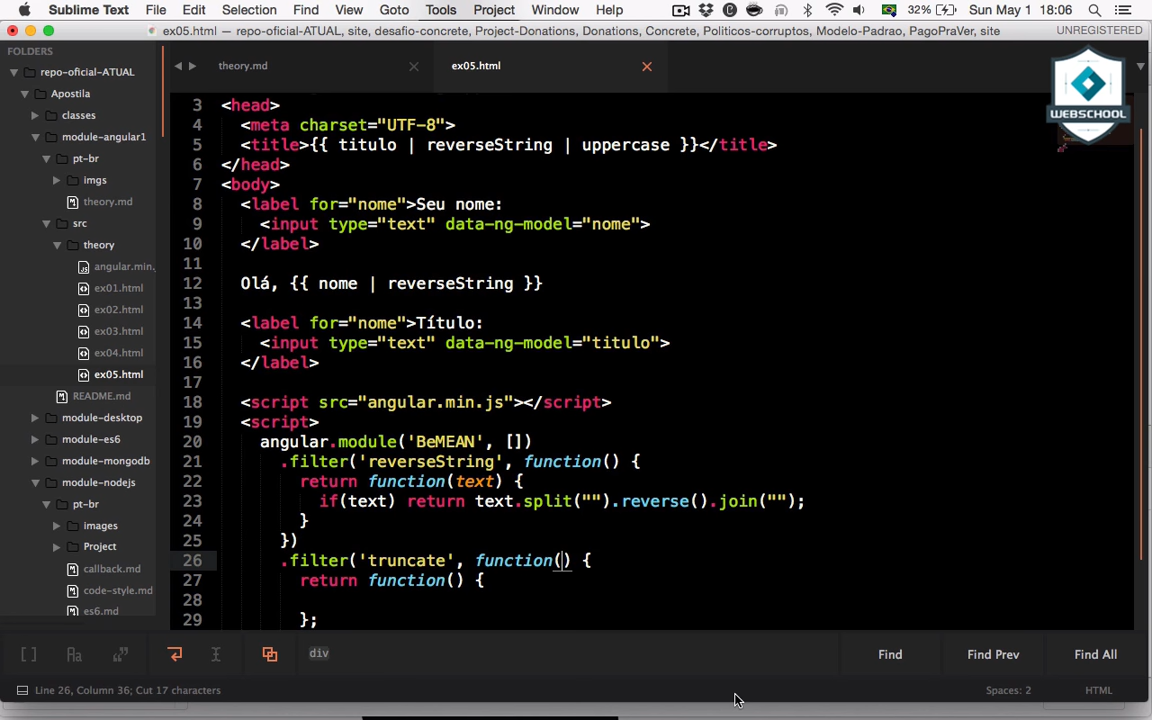 Sublime Text File Edit Selection Find View Goto Tools Project Window Help 32% Sun May 1 18:06
ex05.html — repo-oficial-ATUAL, site, desafio-concrete, Project-Donations, Donations, Concrete, Politicos-corruptos, Modelo-Padrao, PagoPraVer, site UNREGISTERED
FOLDERS
repo-oficial-ATUAL
Apostila
classes
module-angular1
pt-br
imgs
theory.md
src
theory
angular.min.
ex01.html
ex02.html
ex03.html
ex04.html
ex05.html
README.md
module-desktop
module-es6
module-mongodb
module-nodejs
pt-br
images
Project
callback.md
code-style.md
es6.md
theory.md ex05.html
WEBSCHOOL
3 <head>
4 <meta charset="UTF-8">
5 <title>{{ titulo | reverseString | uppercase }}</title>
6 </head>
7 <body>
8 <label for="nome">Seu nome:
9 <input type="text" data-ng-model="nome">
10 </label>
11
12 Olá, {{ nome | reverseString }}
13
14 <label for="nome">Título:
15 <input type="text" data-ng-model="titulo">
16 </label>
17
18 <script src="angular.min.js"></script>
19 <script>
20 angular.module('BeMEAN', [])
21 .filter('reverseString', function() {
22 return function(text) {
23 if(text) return text.split("").reverse().join("");
24 }
25 })
26 .filter('truncate', function() {
27 return function() {
28
29 };
div Find Find Prev Find All
Line 26, Column 36; Cut 17 characters Spaces: 2 HTML